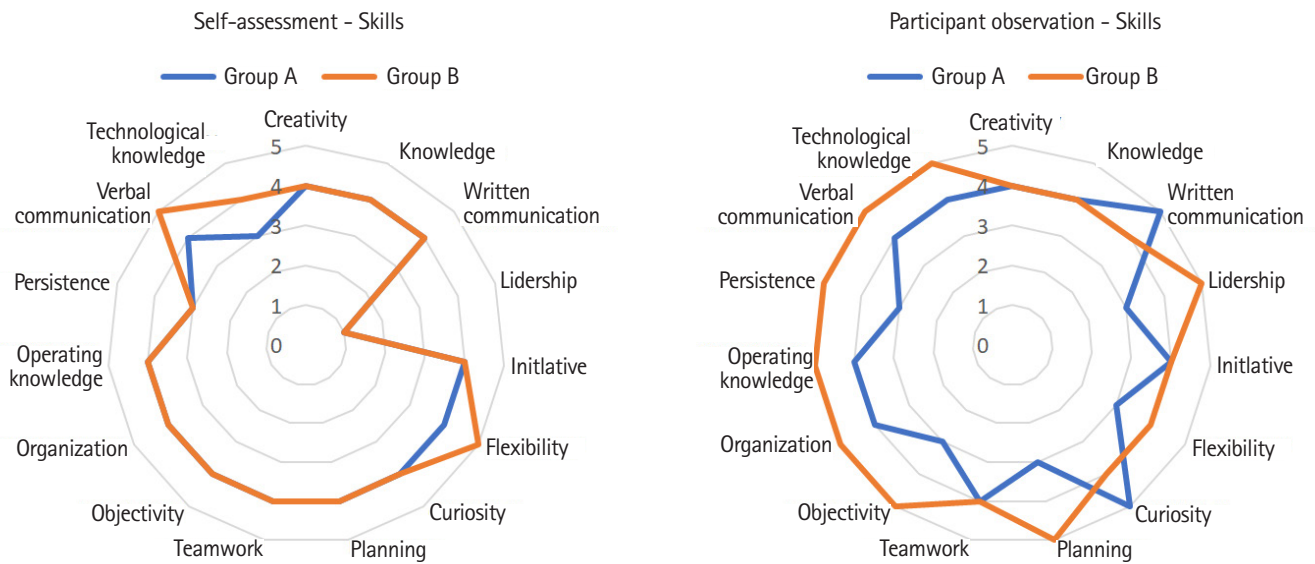 Self-assessment - Skills
Group A
Group B
Creativity
Knowledge
Written
communication
Lidership
Initlative
Flexibility
Curiosity
Planning
Teamwork
Objectivity
Organization
Operating
knowledge
Persistence
Verbal
communication
Technological
knowledge
5
4
3
2
1
0
Participant observation - Skills
Group A
Group B
Creativity
Knowledge
Written
communication
Lidership
Initlative
Flexibility
Curiosity
Planning
Teamwork
Objectivity
Organization
Operating
knowledge
Persistence
Verbal
communication
Technological
knowledge
5
4
3
2
1
0